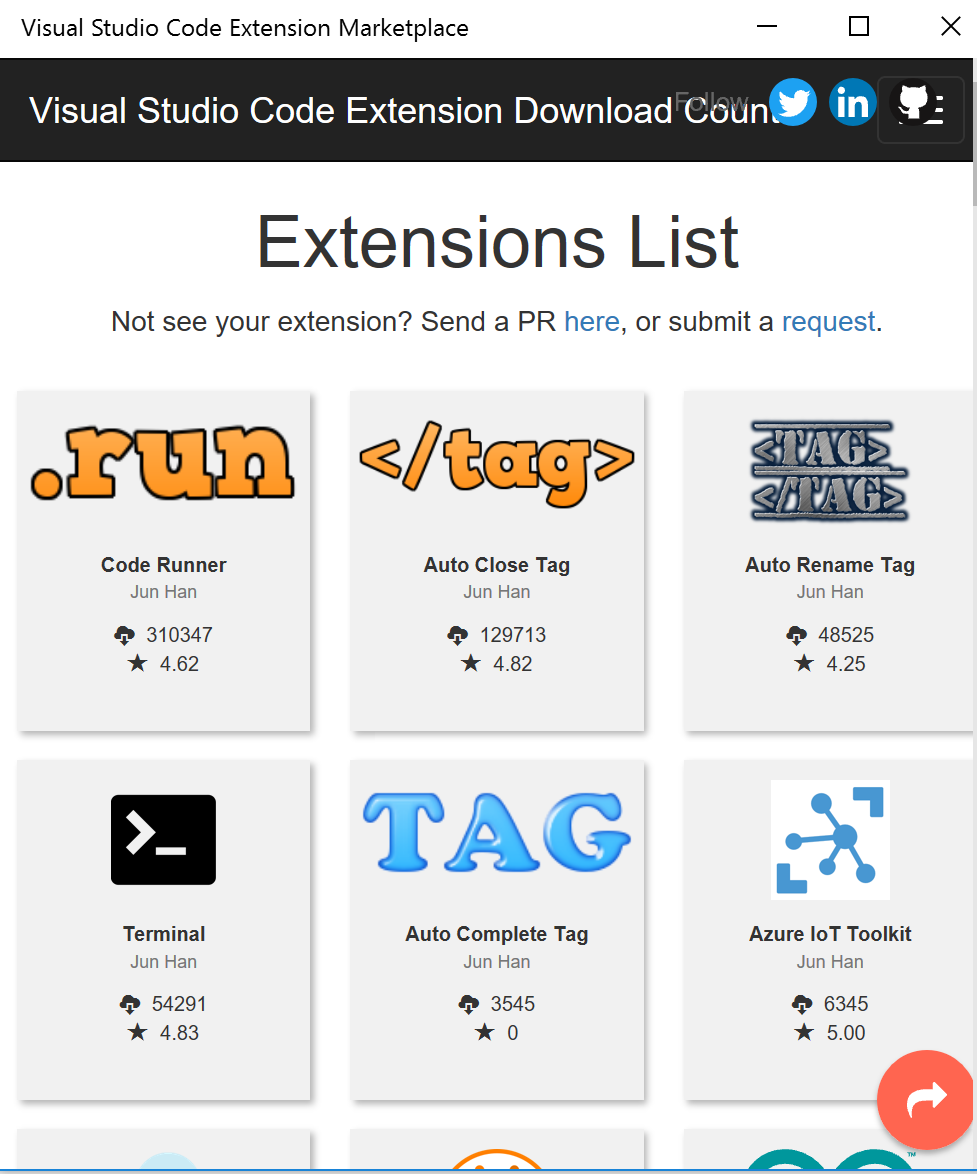 Visual Studio Code Extension Marketplace
Visual Studio Code Extension Download Count
Follow
in
Extensions List
Not see your extension? Send a PR here, or submit a request.
.run
</tag>
<TAG>
</TAG>
Code Runner
Auto Close Tag
Auto Rename Tag
Jun Han
Jun Han
Jun Han
310347
129713
48525
4.62
4.82
4.25
>_
TAG
Terminal
Auto Complete Tag
Azure IoT Toolkit
Jun Han
Jun Han
Jun Han
54291
3545
6345
4.83
0
5.00
™